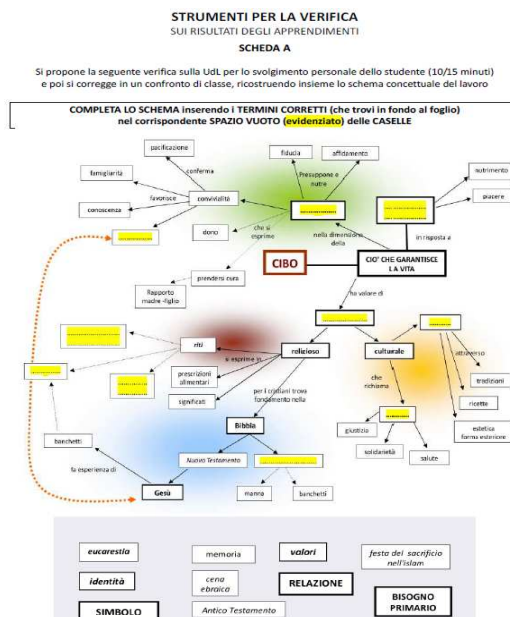 STRUMENTI PER LA VERIFICA
SUI RISULTATI DEGLI APPRENDIMENTI
SCHEDA A
Si propone la seguente verifica sulla UdL per lo svolgimento personale dello studente (10/15 minuti)
e poi si corregge in un confronto di classe, ricostruendo insieme lo schema concettuale del lavoro
COMPLETA LO SCHEMA inserendo i TERMINI CORRETTI (che trovi in fondo al foglio)
nel corrispondente SPAZIO VUOTO (evidenziato) delle CASELLE
pacificazione
fiducia
affidamento
nutrimento
famigliarità
conferma
Presuppone e
nutre
piacere
conoscenza
favorisce
convivialità
dono
che si
esprime
nella dimensione
della
in risposta a
CIBO
CIO' CHE GARANTISCE
LA VITA
prendersi cura
Rapporto
madre-figlio
ha valore di
riti
si esprime in
religioso
culturale
attraverso
prescrizioni
alimentari
che
richiama
tradizioni
significati
per i cristiani trova
fondamento nella
ricette
Bibbia
giustizia
estetica
forma esteriore
banchetti
solidarietà
salute
Nuovo Testamento
fa esperienza di
Gesù
manna
banchetti
eucarestia
memoria
valori
festa del sacrificio
nell'islam
identità
cena
ebraica
RELAZIONE
BISOGNO
PRIMARIO
SIMBOLO
Antico Testamento